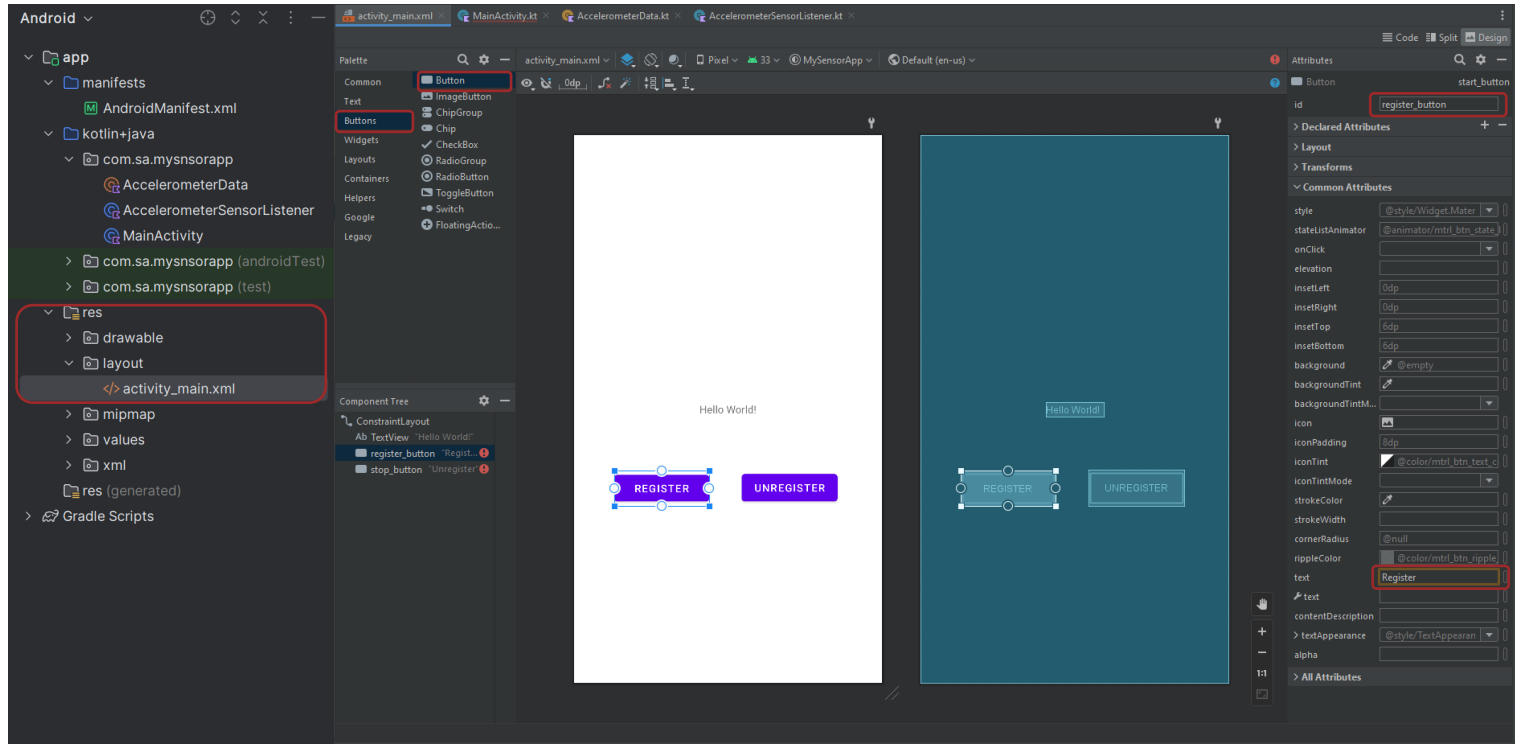 Android
app
manifests
AndroidManifest.xml
kotlin+java
com.sa.mysnsorapp
AccelerometerData
AccelerometerSensorListener
MainActivity
com.sa.mysnsorapp (androidTest)
com.sa.mysnsorapp (test)
res
drawable
layout
activity_main.xml
mipmap
values
xml
res (generated)
Gradle Scripts
activity_main.xml MainActivity.kt AccelerometerData.kt AccelerometerSensorListener.kt
Code Split Design
Palette
Common
Text
Buttons
Widgets
Layouts
Containers
Helpers
Google
Legacy
Button
ImageButton
ChipGroup
Chip
CheckBox
RadioGroup
RadioButton
ToggleButton
Switch
FloatingActio...
activity_main.xml Pixel 33 MySensorApp Default (en-us)
0dp
Component Tree
ConstraintLayout
Ab TextView "Hello World!"
register_button "Regist...
stop_button "Unregister"
Hello World!
REGISTER UNREGISTER
Hello World!
REGISTER UNREGISTER
1:1
Attributes
Button start_button
id register_button
Declared Attributes
Layout
Transforms
Common Attributes
style @style/Widget.Mater
stateListAnimator @animator/mtrl_btn_state_l
onClick
elevation
insetLeft 0dp
insetRight 0dp
insetTop 6dp
insetBottom 6dp
background @empty
backgroundTint
backgroundTintM...
icon
iconPadding 8dp
iconTint @color/mtrl_btn_text_c
iconTintMode
strokeColor
strokeWidth
cornerRadius @null
rippleColor @color/mtrl_btn_ripple
text Register
text
contentDescription
textAppearance @style/TextAppearan
alpha
All Attributes